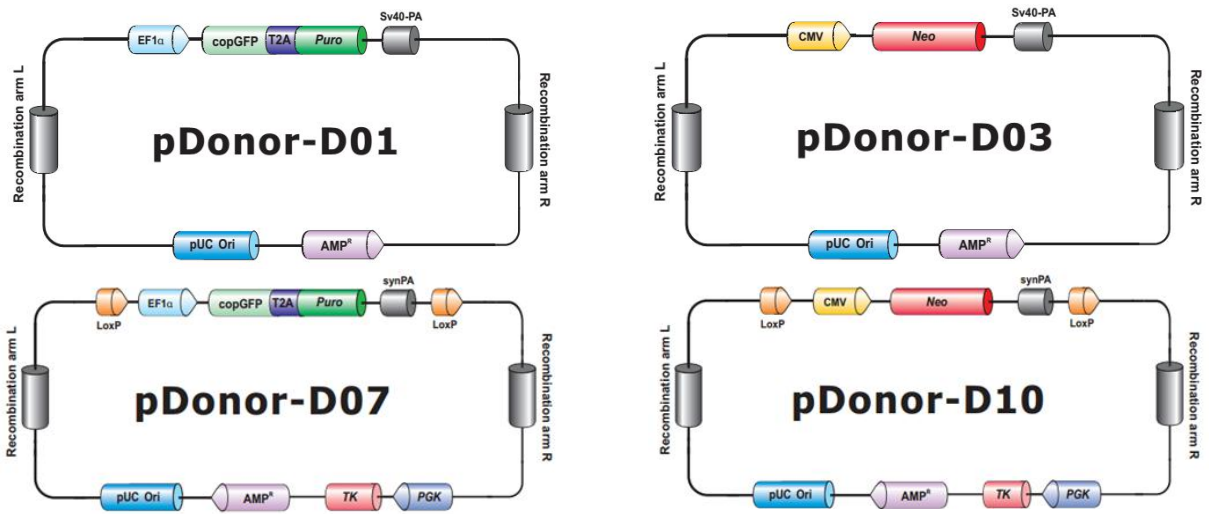 Sv40-PA
EF1α
copGFP
T2A
Puro
Recombination arm L
Recombination arm R
pDonor-D01
pUC Ori
AMPᴿ
Sv40-PA
CMV
Neo
Recombination arm L
Recombination arm R
pDonor-D03
pUC Ori
AMPᴿ
synPA
LoxP
EF1α
copGFP
T2A
Puro
LoxP
Recombination arm L
Recombination arm R
pDonor-D07
pUC Ori
AMPᴿ
TK
PGK
synPA
LoxP
CMV
Neo
LoxP
Recombination arm L
Recombination arm R
pDonor-D10
pUC Ori
AMPᴿ
TK
PGK